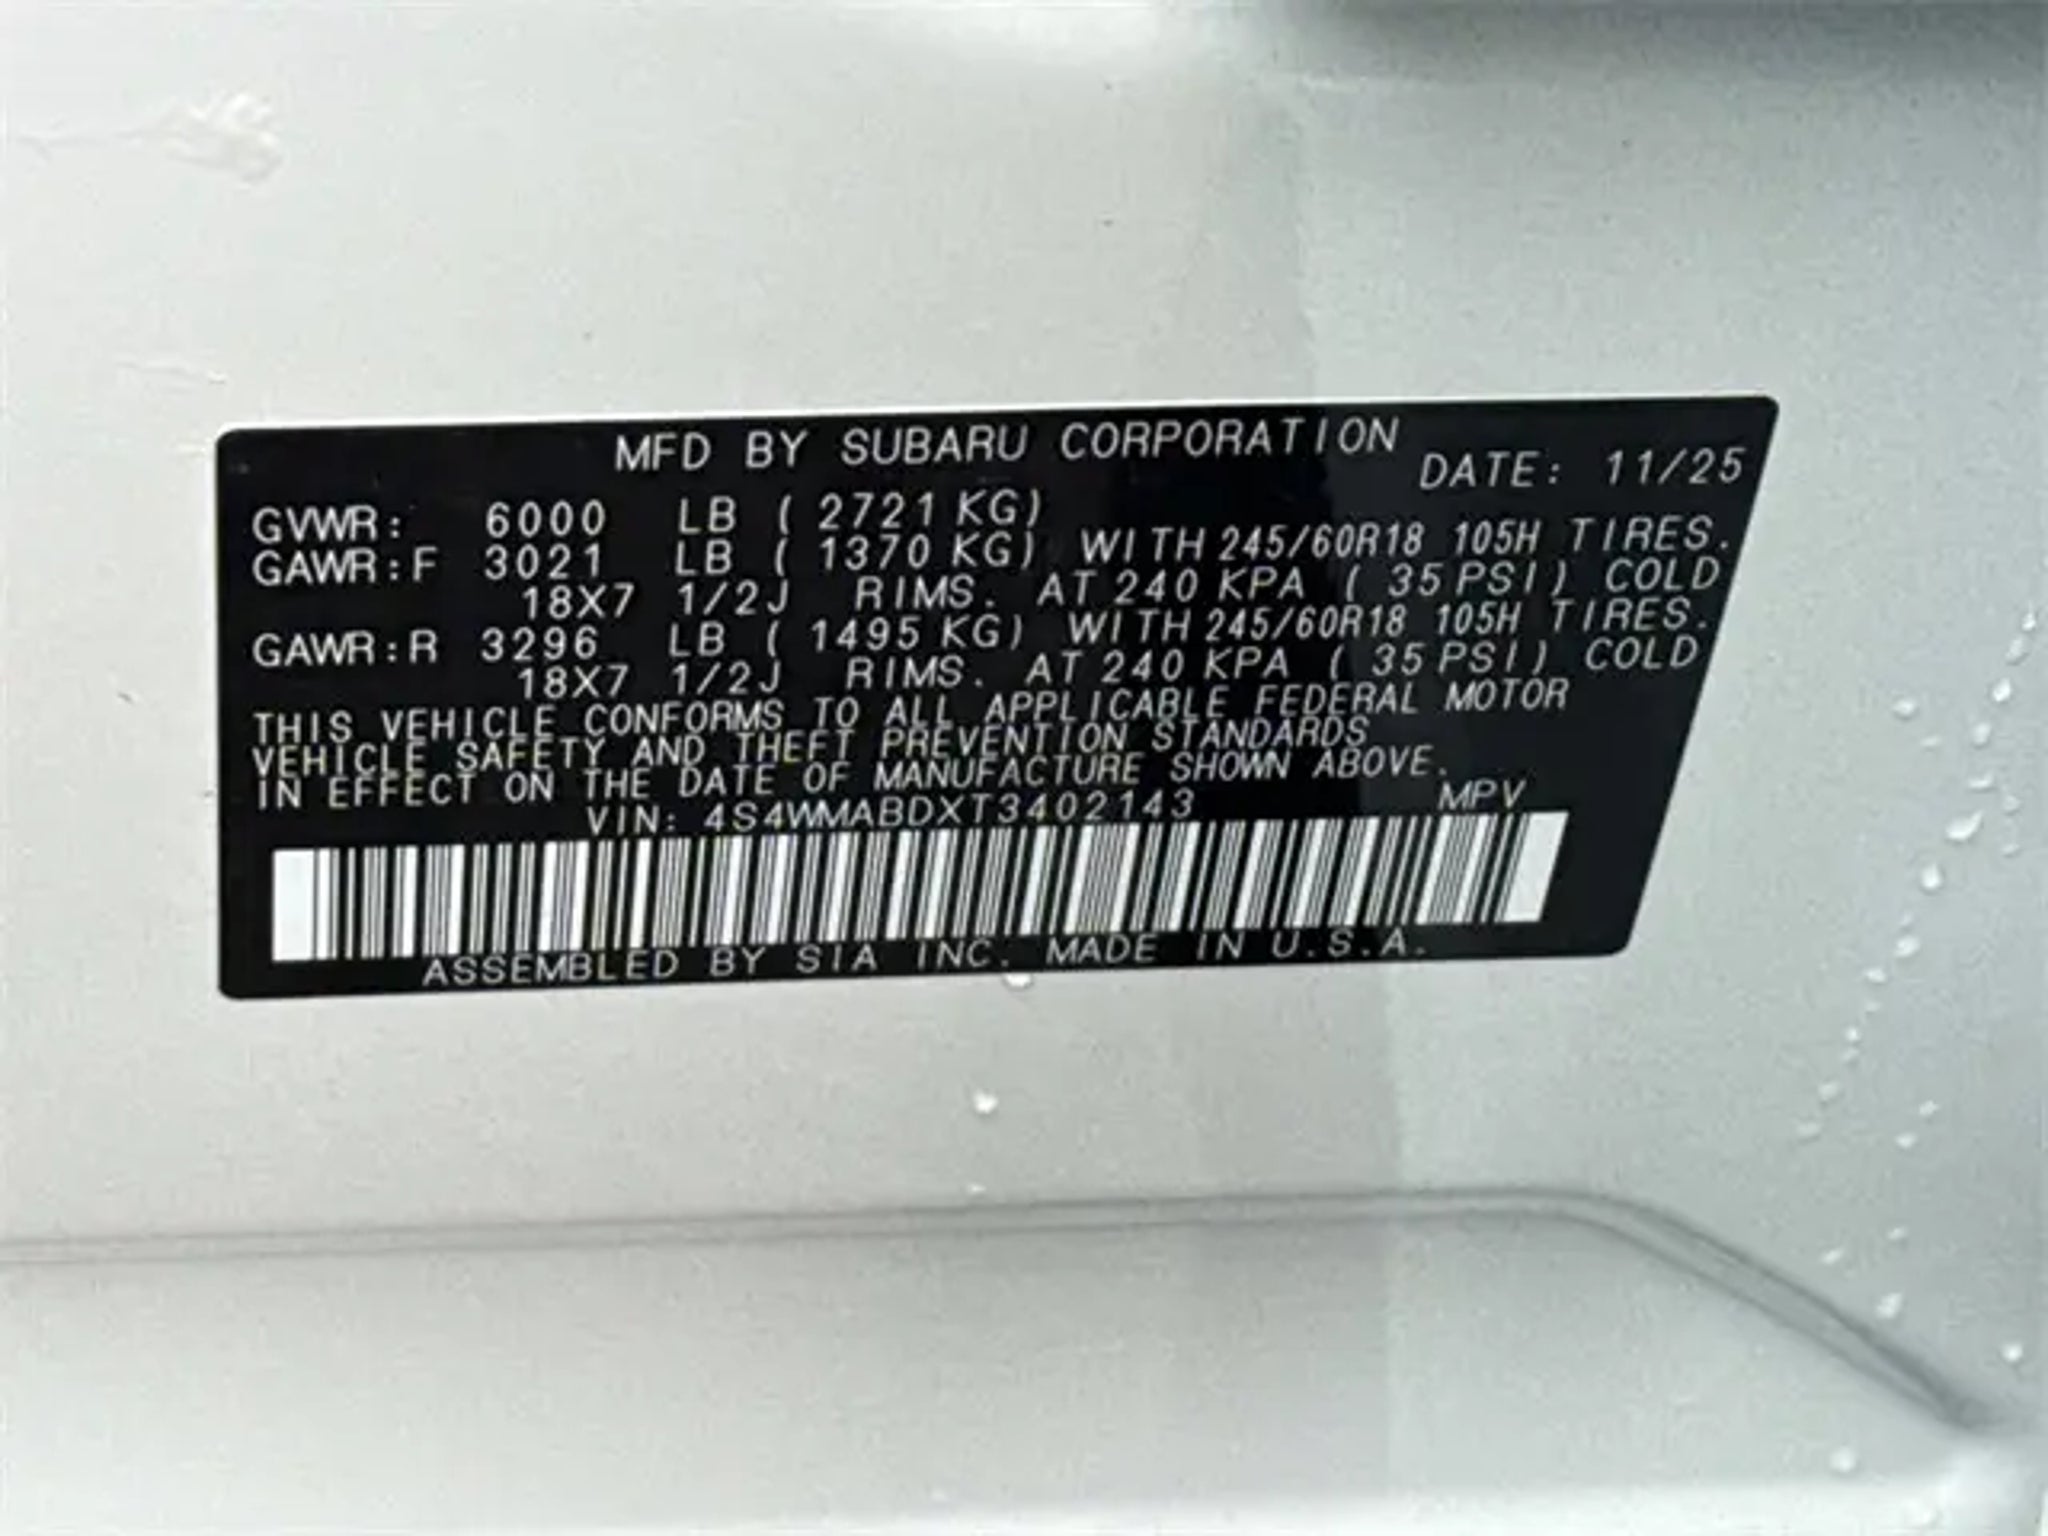 MFD BY SUBARU CORPORATION
DATE: 11/25
GVWR: 6000 LB ( 2721 KG)
GAWR:F 3021 LB ( 1370 KG) WITH 245/60R18 105H TIRES.
18X7 1/2J RIMS. AT 240 KPA ( 35 PSI) COLD
GAWR:R 3296 LB ( 1495 KG) WITH 245/60R18 105H TIRES.
18X7 1/2J RIMS. AT 240 KPA ( 35 PSI) COLD
THIS VEHICLE CONFORMS TO ALL APPLICABLE FEDERAL MOTOR
VEHICLE SAFETY AND THEFT PREVENTION STANDARDS
IN EFFECT ON THE DATE OF MANUFACTURE SHOWN ABOVE.
VIN: 4S4WMABDXT3402143 MPV
ASSEMBLED BY SIA INC. MADE IN U.S.A.